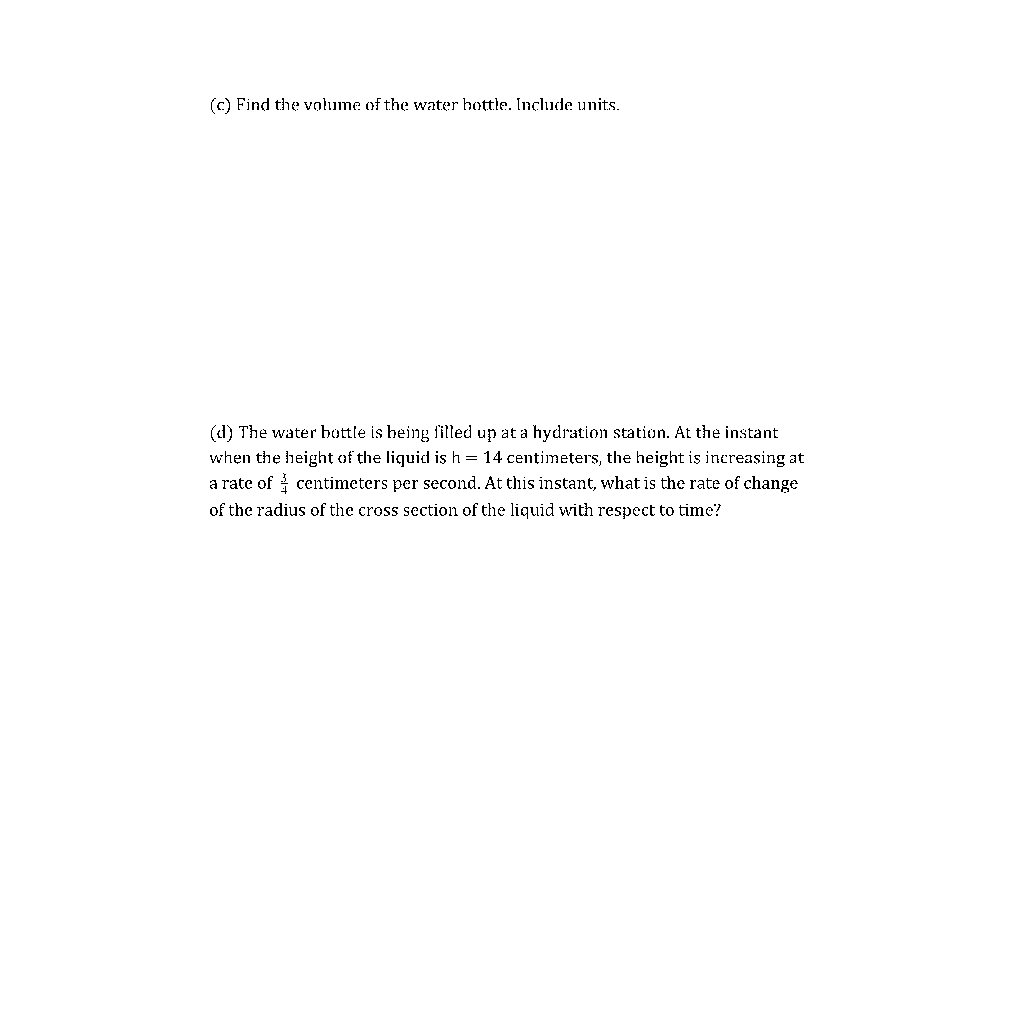 (c) Find the volume of the water bottle. Include units.
(d) The water bottle is being filled up at a hydration station. At the instant
when the height of the liquid is h = 14 centimeters, the height is increasing at
a rate of 3/4 centimeters per second. At this instant, what is the rate of change
of the radius of the cross section of the liquid with respect to time?